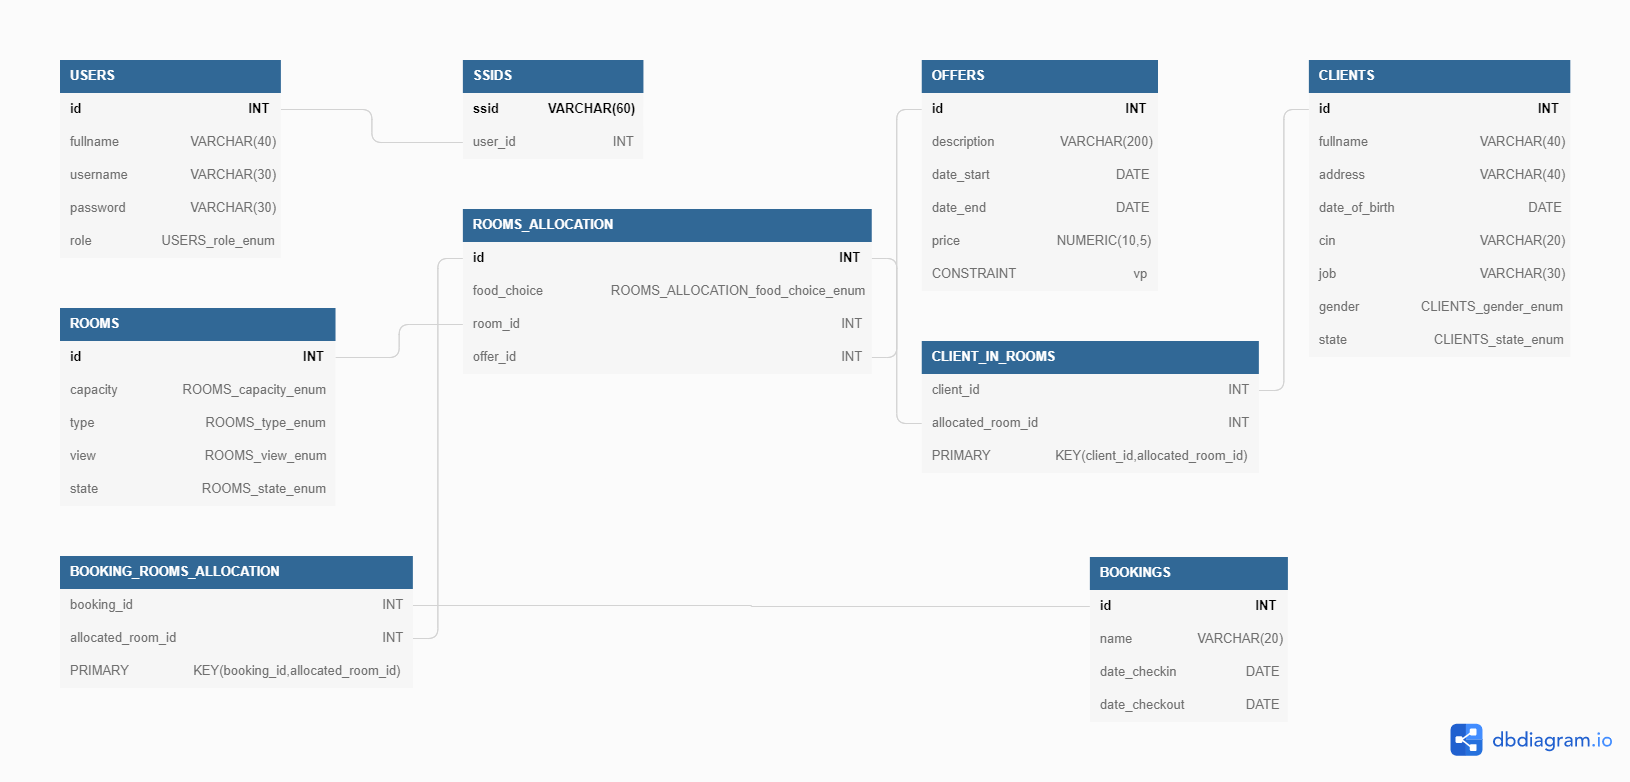 USERS
id INT
fullname VARCHAR(40)
username VARCHAR(30)
password VARCHAR(30)
role USERS_role_enum
SSIDS
ssid VARCHAR(60)
user_id INT
OFFERS
id INT
description VARCHAR(200)
date_start DATE
date_end DATE
price NUMERIC(10,5)
CONSTRAINT vp
CLIENTS
id INT
fullname VARCHAR(40)
address VARCHAR(40)
date_of_birth DATE
cin VARCHAR(20)
job VARCHAR(30)
gender CLIENTS_gender_enum
state CLIENTS_state_enum
ROOMS_ALLOCATION
id INT
food_choice ROOMS_ALLOCATION_food_choice_enum
room_id INT
offer_id INT
ROOMS
id INT
capacity ROOMS_capacity_enum
type ROOMS_type_enum
view ROOMS_view_enum
state ROOMS_state_enum
CLIENT_IN_ROOMS
client_id INT
allocated_room_id INT
PRIMARY KEY(client_id,allocated_room_id)
BOOKING_ROOMS_ALLOCATION
booking_id INT
allocated_room_id INT
PRIMARY KEY(booking_id,allocated_room_id)
BOOKINGS
id INT
name VARCHAR(20)
date_checkin DATE
date_checkout DATE
dbdiagram.io